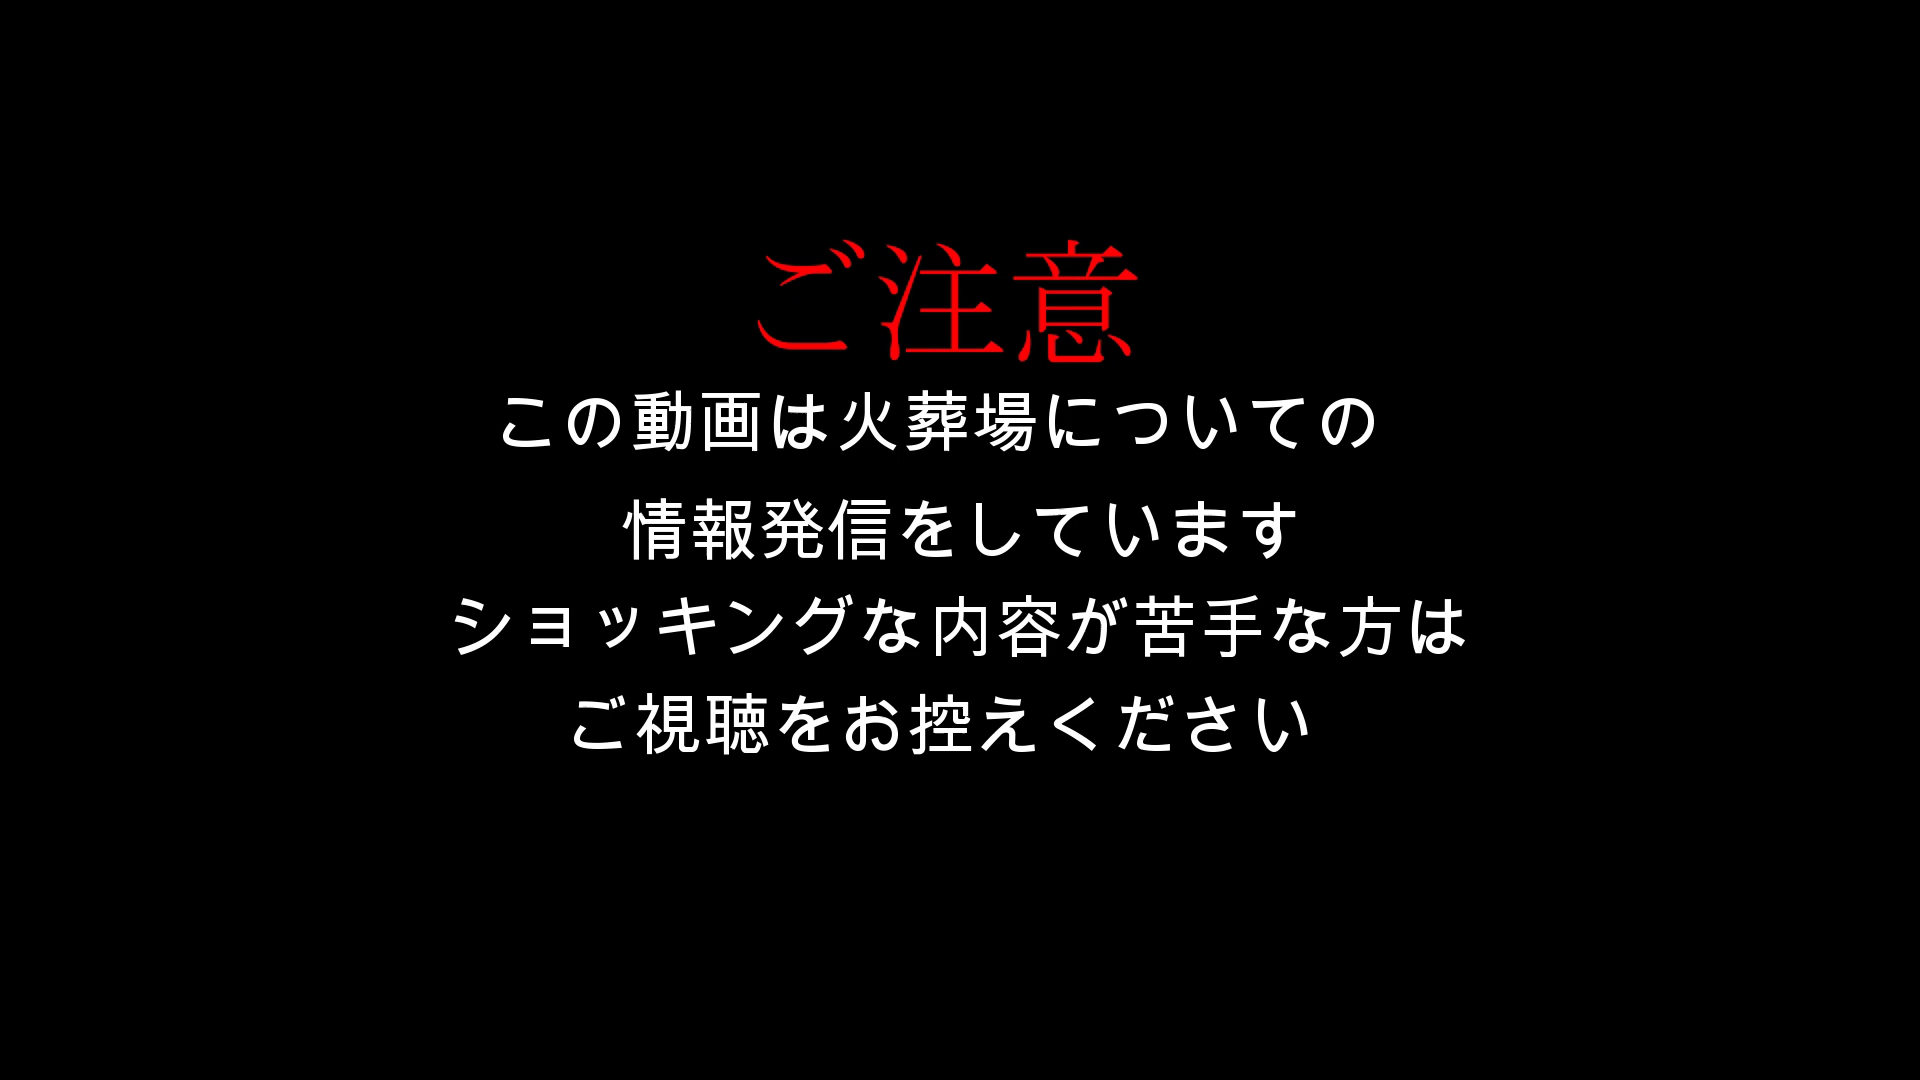 ご注意
この動画は火葬場についての
情報発信をしています
ショッキングな内容が苦手な方は
ご視聴をお控えください